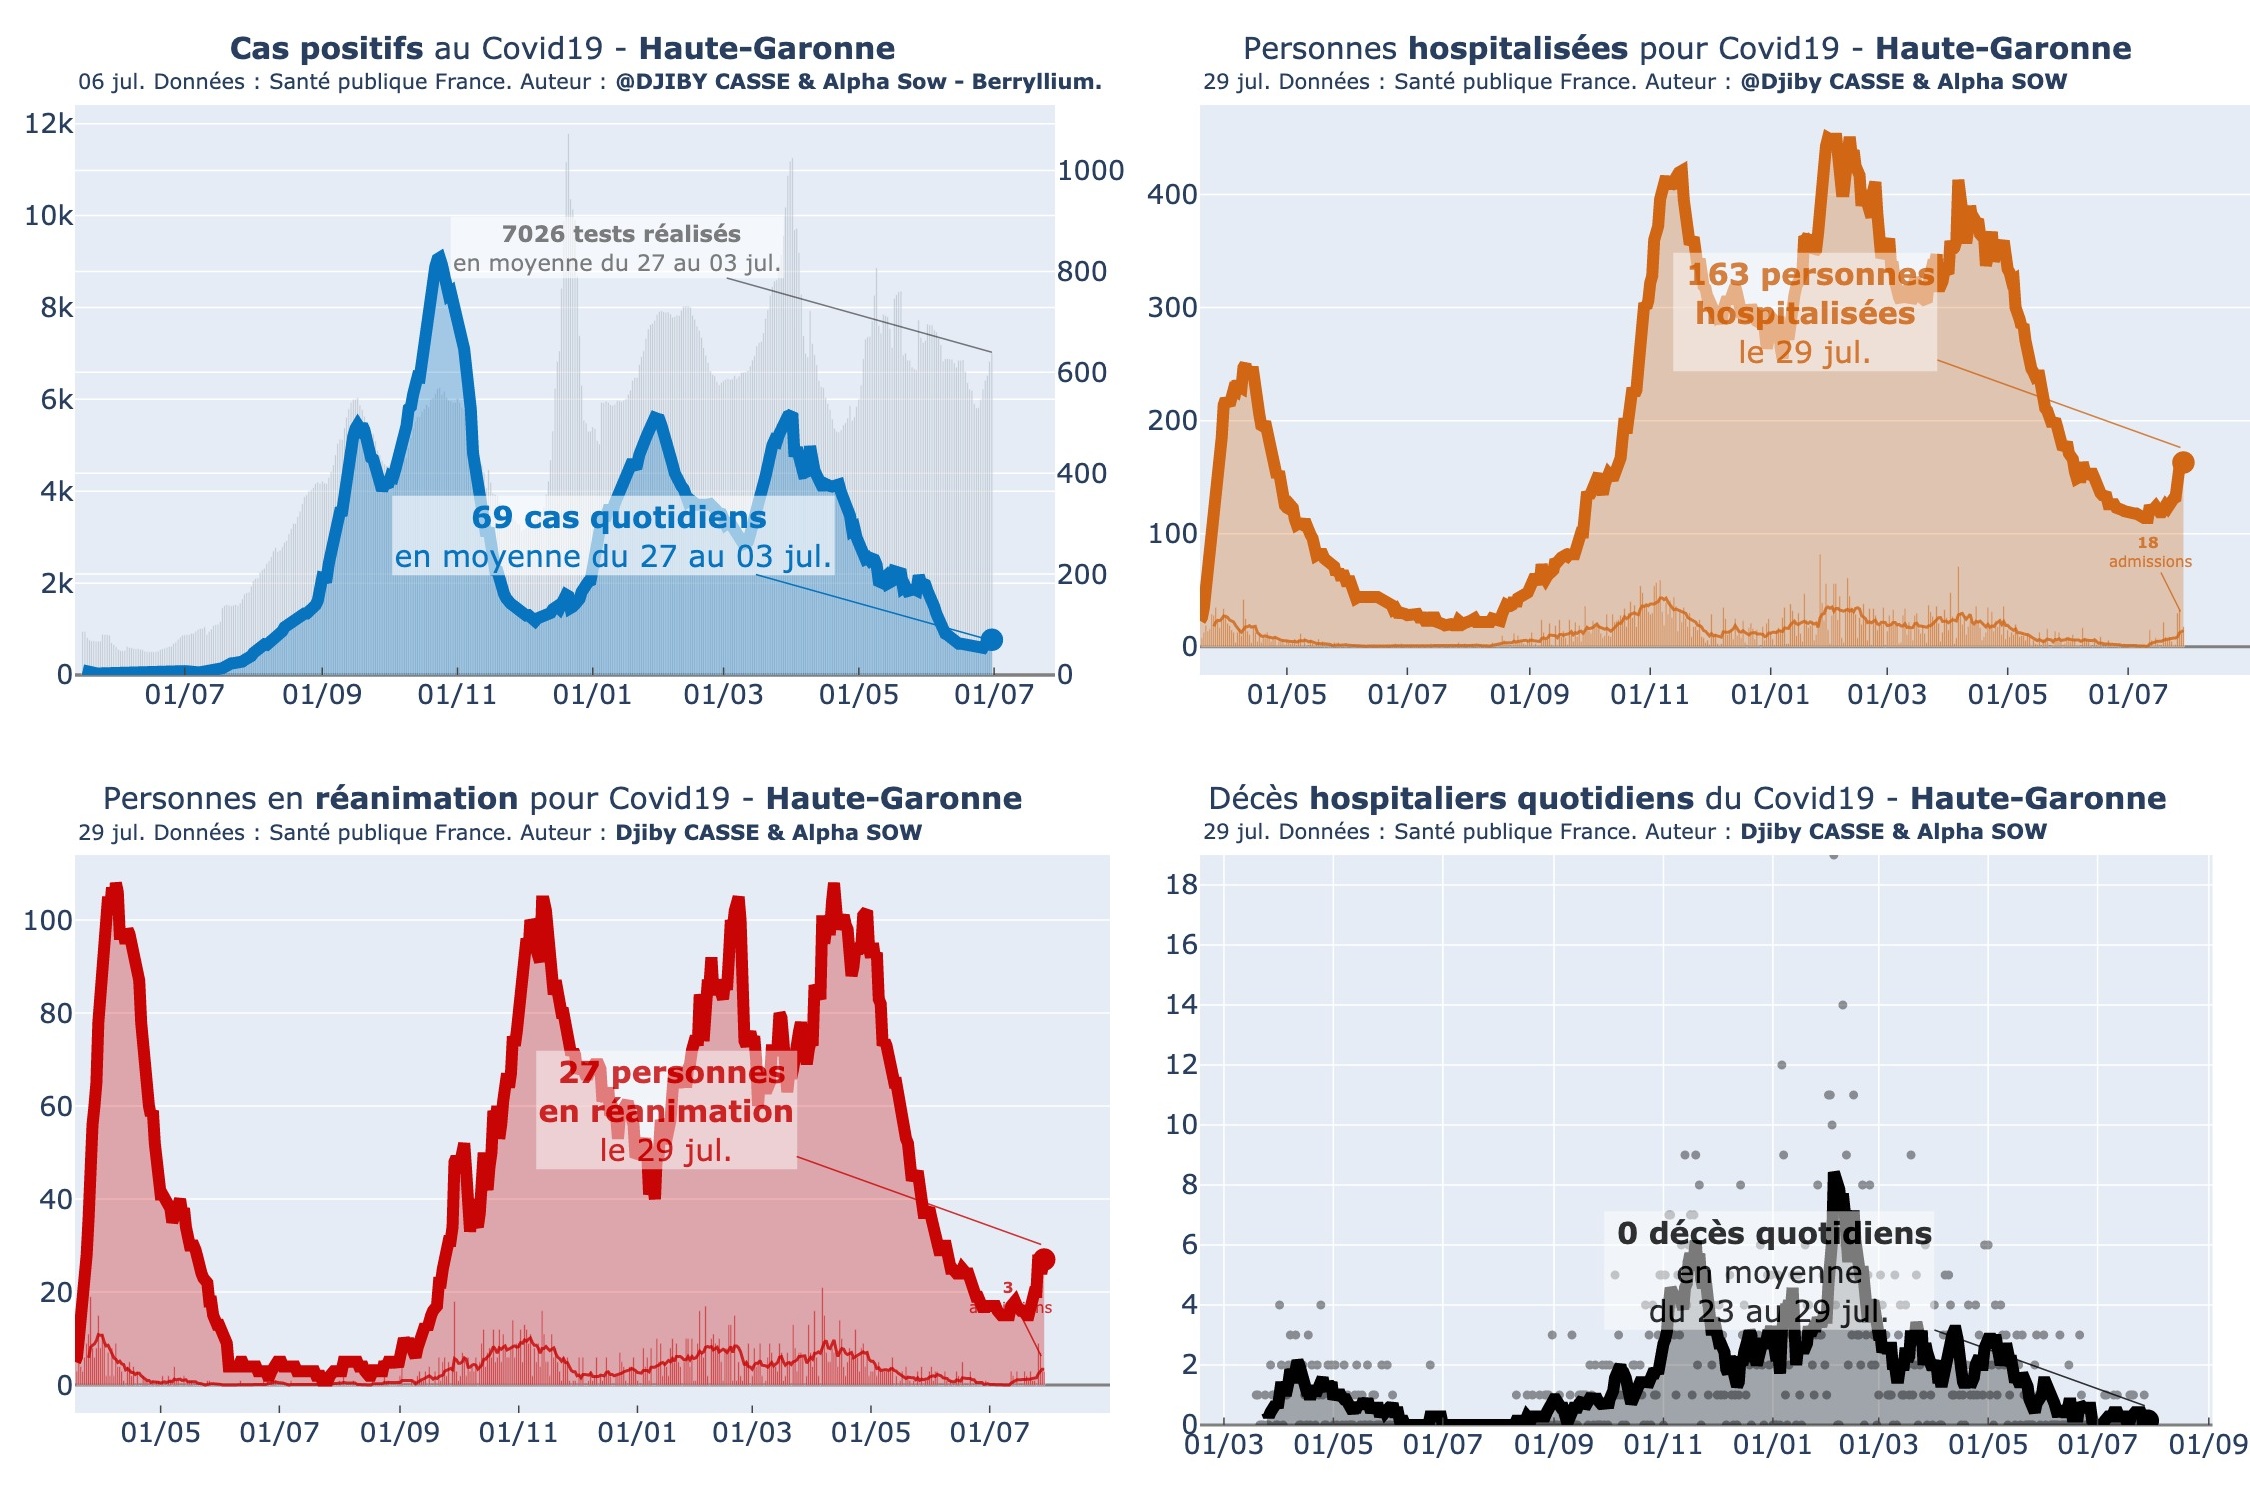 Cas positifs au Covid19 - Haute-Garonne
06 jul. Données : Santé publique France. Auteur : @DJIBY CASSE & Alpha Sow - Berryllium.
12k
10k
8k
6k
4k
2k
0
1000
800
600
400
200
0
7026 tests réalisés
en moyenne du 27 au 03 jul.
69 cas quotidiens
en moyenne du 27 au 03 jul.
01/07 01/09 01/11 01/01 01/03 01/05 01/07
Personnes hospitalisées pour Covid19 - Haute-Garonne
29 jul. Données : Santé publique France. Auteur : @Djiby CASSE & Alpha SOW
400
300
200
100
0
163 personnes
hospitalisées
le 29 jul.
18
admissions
01/05 01/07 01/09 01/11 01/01 01/03 01/05 01/07
Personnes en réanimation pour Covid19 - Haute-Garonne
29 jul. Données : Santé publique France. Auteur : Djiby CASSE & Alpha SOW
100
80
60
40
20
0
27 personnes
en réanimation
le 29 jul.
3
01/05 01/07 01/09 01/11 01/01 01/03 01/05 01/07
Décès hospitaliers quotidiens du Covid19 - Haute-Garonne
29 jul. Données : Santé publique France. Auteur : Djiby CASSE & Alpha SOW
18
16
14
12
10
8
6
4
2
0
0 décès quotidiens
en moyenne
du 23 au 29 jul.
01/03 01/05 01/07 01/09 01/11 01/01 01/03 01/05 01/07 01/09